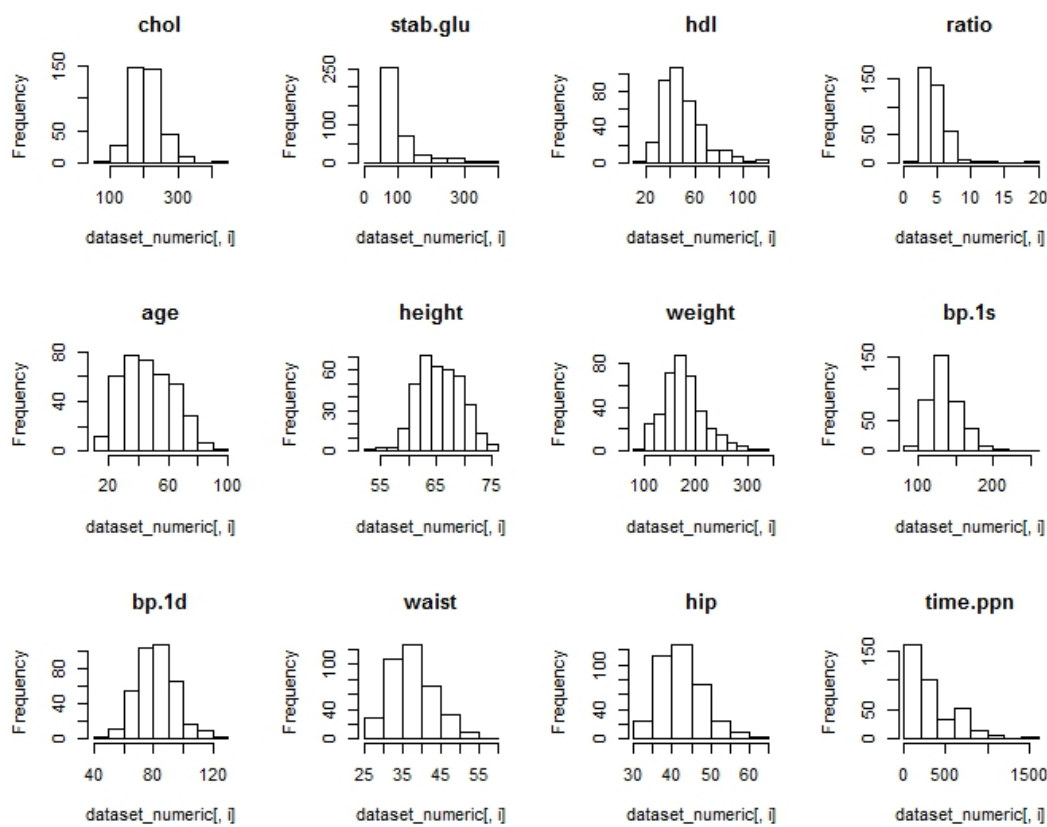 chol stab.glu hdl ratio
Frequency Frequency Frequency Frequency
150 250 80 150
50 100 40 50
0 0 0 0
100 300 0 100 300 20 60 100 0 5 10 15 20
dataset_numeric[, i] dataset_numeric[, i] dataset_numeric[, i] dataset_numeric[, i]
age height weight bp.1s
Frequency Frequency Frequency Frequency
80 60 80 150
40 30 40 50
0 0 0 0
20 60 100 55 65 75 100 200 300 100 200
dataset_numeric[, i] dataset_numeric[, i] dataset_numeric[, i] dataset_numeric[, i]
bp.1d waist hip time.ppn
Frequency Frequency Frequency Frequency
80 100 100 150
40 40 40 50
0 0 0 0
40 80 120 25 35 45 55 30 40 50 60 0 500 1500
dataset_numeric[, i] dataset_numeric[, i] dataset_numeric[, i] dataset_numeric[, i]